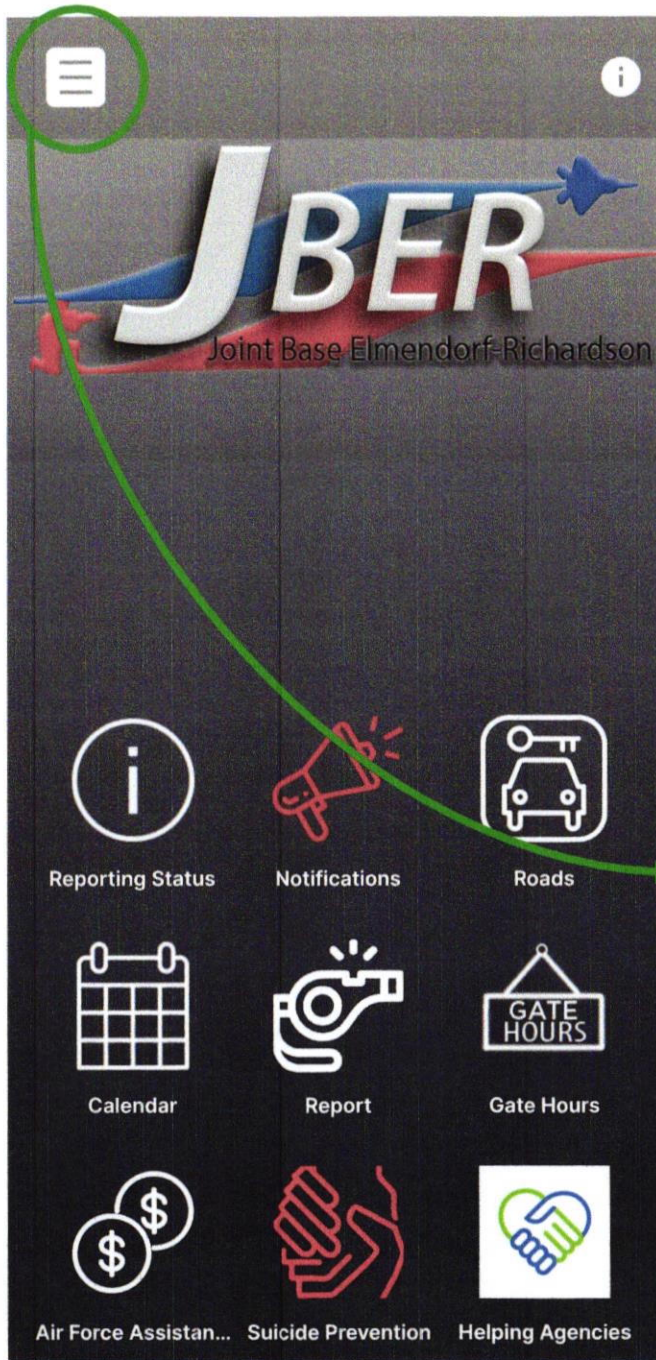 i
JBER
Joint Base Elmendorf-Richardson
i
Reporting Status
Notifications
Roads
GATE
HOURS
Calendar
Report
Gate Hours
$
$
Air Force Assistan...
Suicide Prevention
Helping Agencies